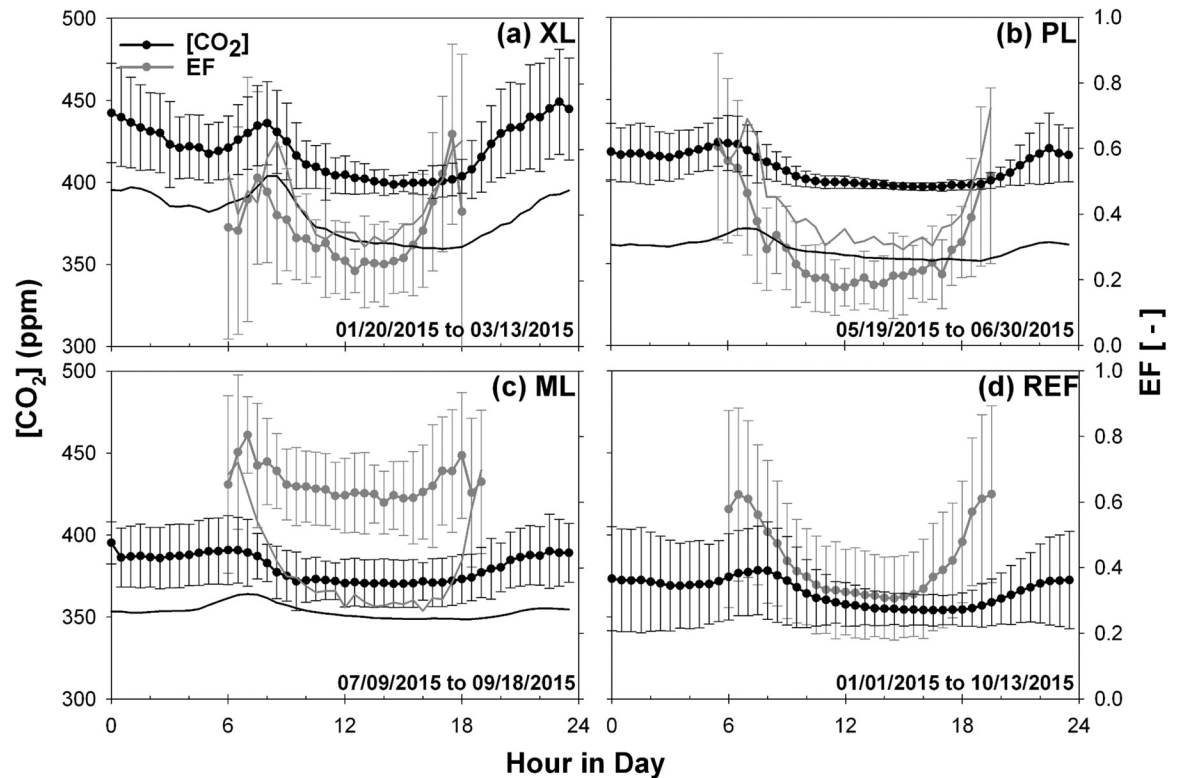 500
450
400
350
300
[CO2]
EF
(a) XL
01/20/2015 to 03/13/2015
(b) PL
05/19/2015 to 06/30/2015
1.0
0.8
0.6
0.4
0.2
0.0
[CO2] (ppm)
EF [ - ]
500
450
400
350
300
(c) ML
07/09/2015 to 09/18/2015
(d) REF
01/01/2015 to 10/13/2015
1.0
0.8
0.6
0.4
0.2
0.0
0 6 12 18 24
0 6 12 18 24
Hour in Day